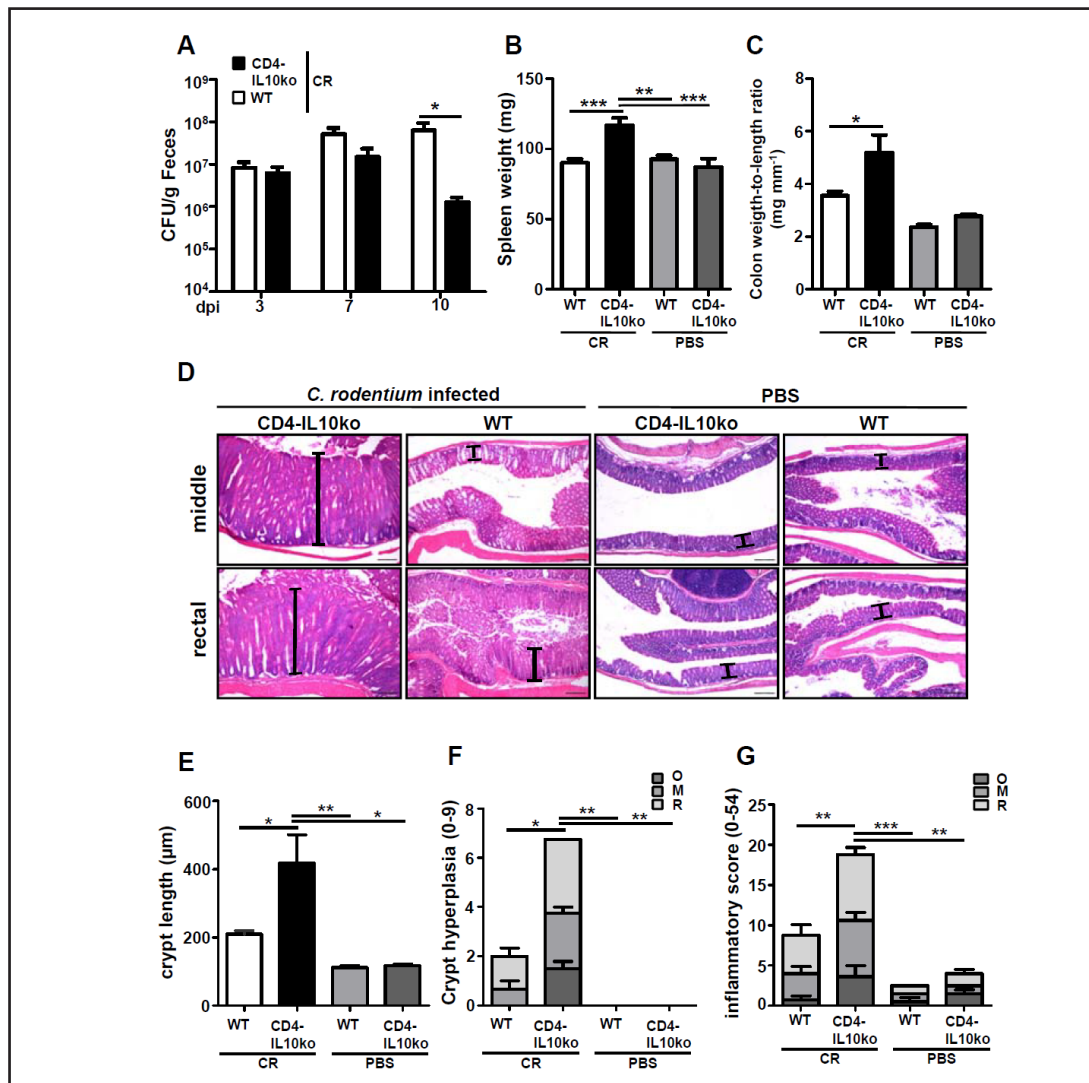 A
CD4-
IL10ko
WT
CR
CFU/g Feces
10⁹
10⁸
10⁷
10⁶
10⁵
10⁴
*
dpi 3 7 10
B
Spleen weight (mg)
150
100
50
0
*** ** ***
WT CD4- WT CD4-
IL10ko IL10ko
CR PBS
C
Colon weigth-to-length ratio
(mg mm⁻¹)
8
6
4
2
0
*
WT CD4- WT CD4-
IL10ko IL10ko
CR PBS
D
C. rodentium infected PBS
CD4-IL10ko WT CD4-IL10ko WT
middle
rectal
E
crypt length (µm)
600
400
200
0
* ** *
WT CD4- WT CD4-
IL10ko IL10ko
CR PBS
F
O
M
R
Crypt hyperplasia (0-9)
8
6
4
2
0
* ** **
WT CD4- WT CD4-
IL10ko IL10ko
CR PBS
G
O
M
R
inflammatory score (0-54)
25
20
15
10
5
0
** *** **
WT CD4- WT CD4-
IL10ko IL10ko
CR PBS